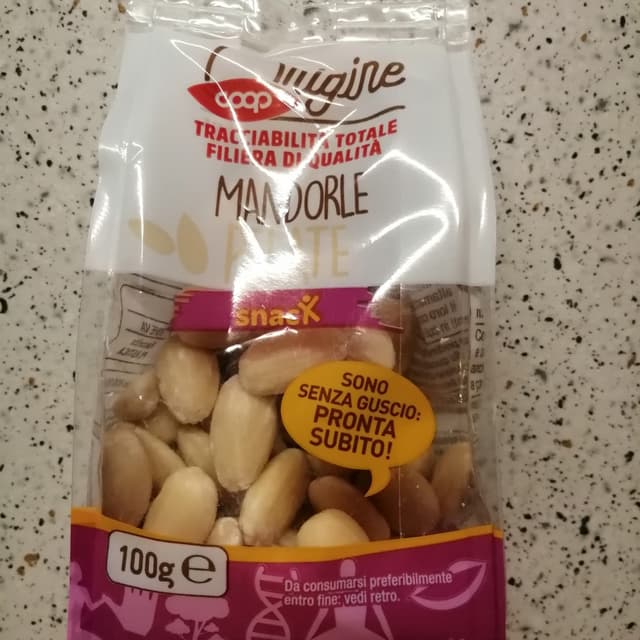 coop
TRACCIABILITÀ TOTALE
FILIERA DI QUALITÀ
MANDORLE
snack
SONO
SENZA GUSCIO:
PRONTA
SUBITO!
100g e
Da consumarsi preferibilmente
entro fine: vedi retro.